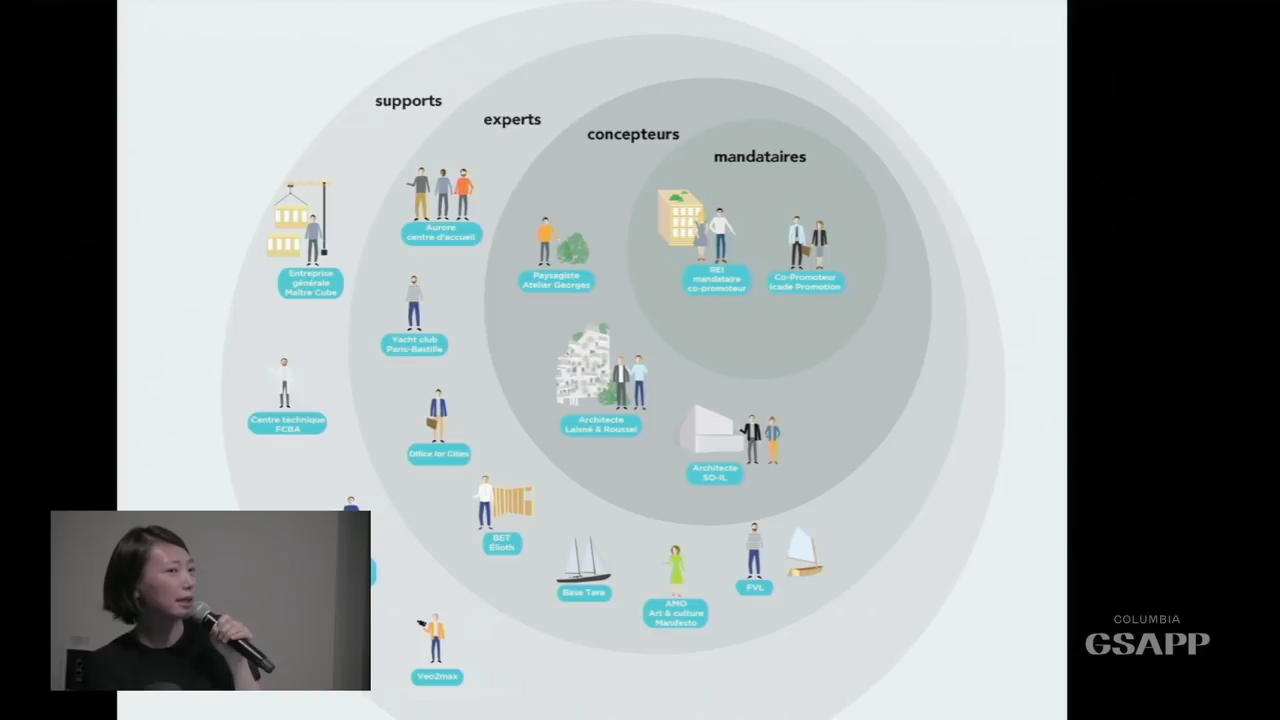 supports
experts
concepteurs
mandataires
Aurore
centre d'accueil
Entreprise
générale
Maître Cube
Paysagiste
Atelier Georges
REI
mandataire
co-promoteur
Co-Promoteur
Icade Promotion
Yacht club
Paris-Bastille
Centre technique
FCBA
Architecte
Laisné & Roussel
Office for Cities
Architecte
SO-IL
BET
Élioth
Base Tara
AMO
Art & culture
Manifesto
FVL
Veo2max
COLUMBIA
GSAPP